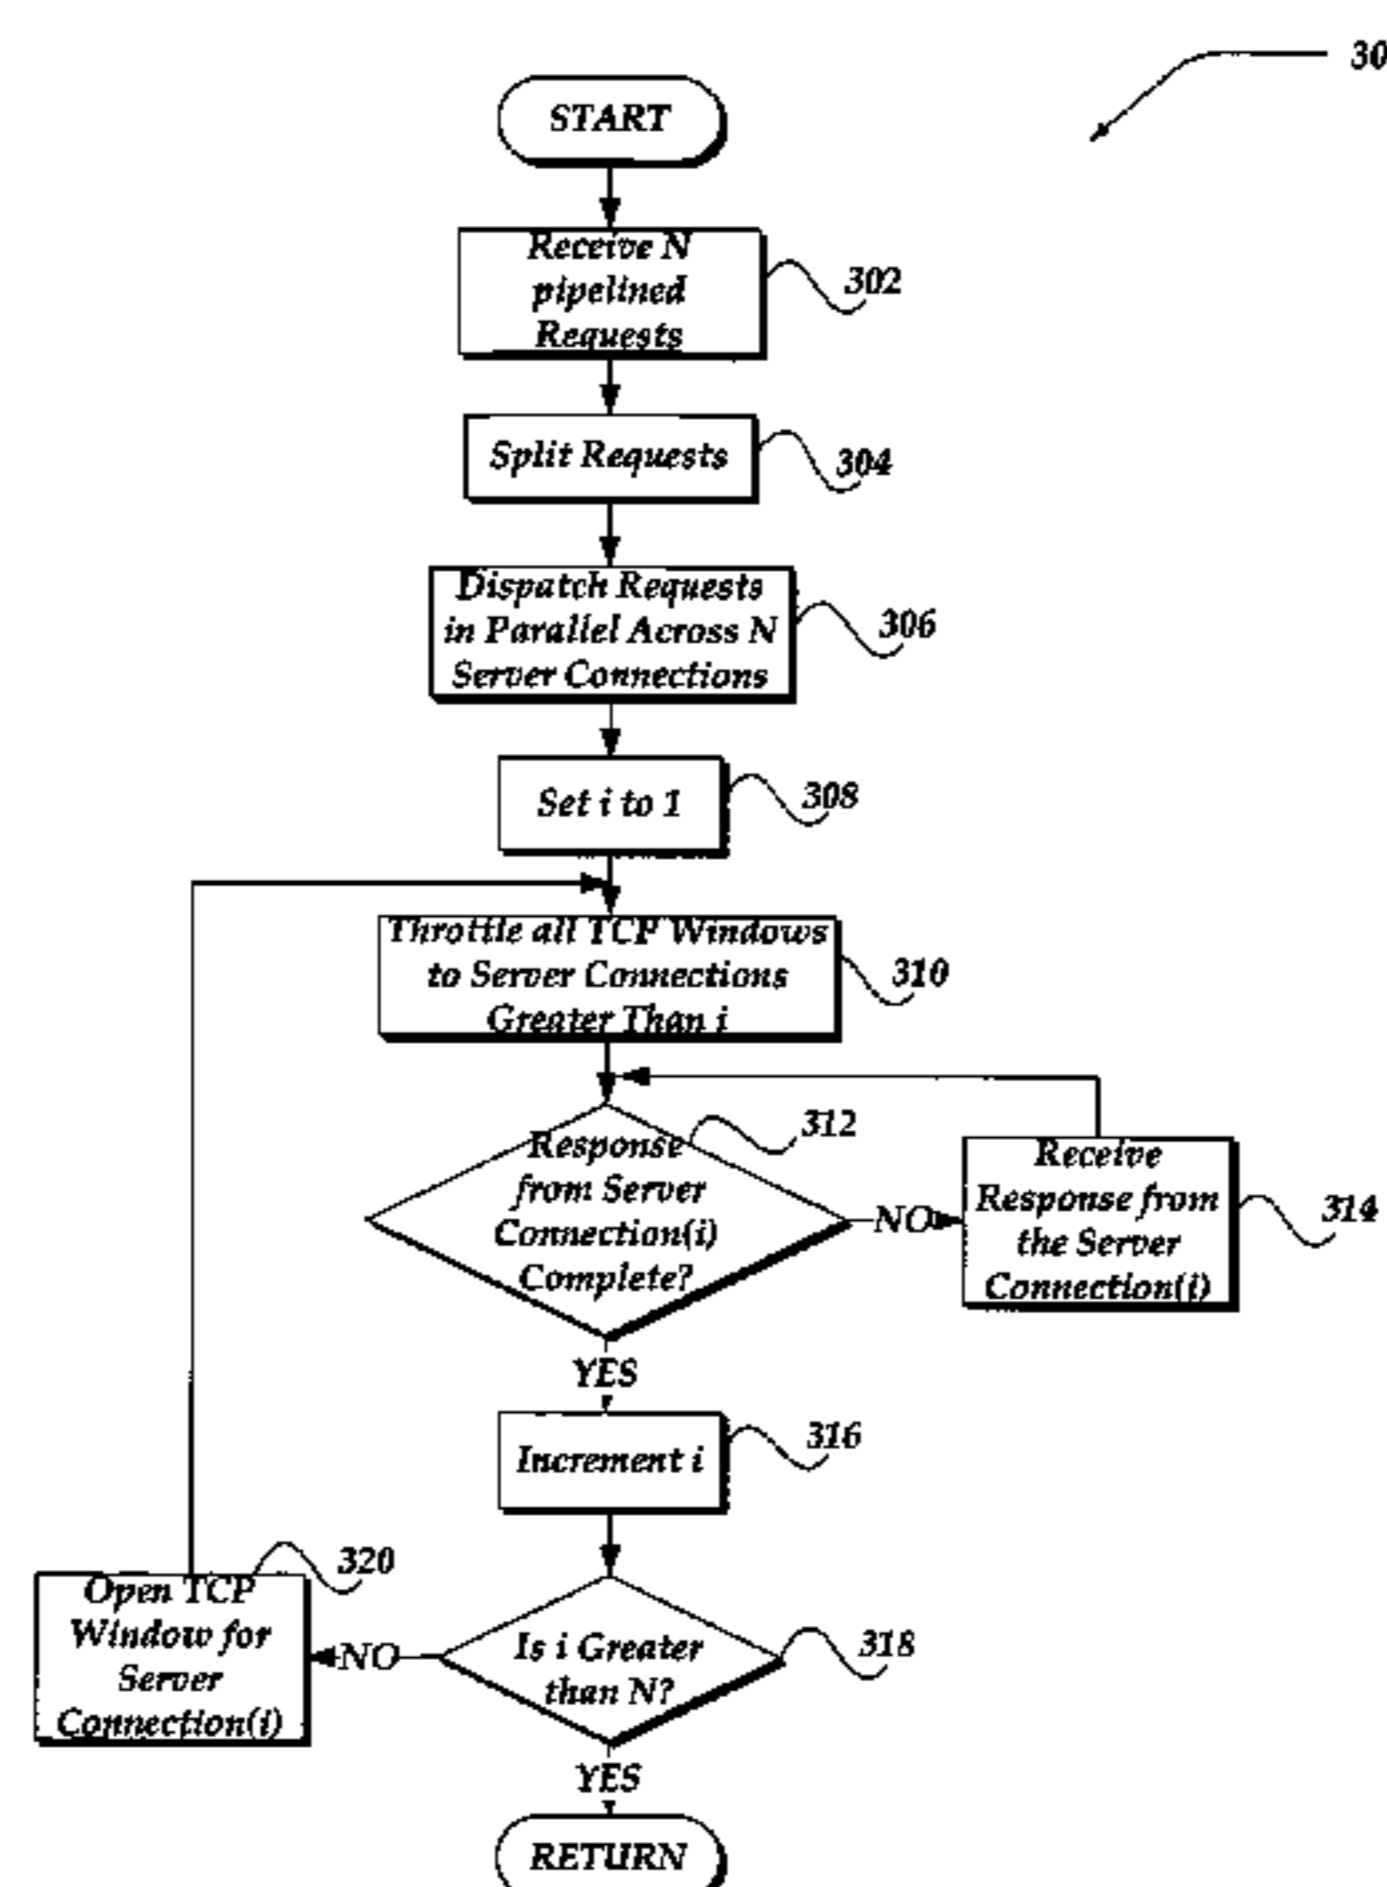 30
START
Receive N
pipelined
Requests
302
Split Requests
304
Dispatch Requests
in Parallel Across N
Server Connections
306
Set i to 1
308
Throttle all TCP Windows
to Server Connections
Greater Than i
310
Response
from Server
Connection(i)
Complete?
312
NO
Receive
Response from
the Server
Connection(i)
314
YES
Increment i
316
Is i Greater
than N?
318
NO
Open TCP
Window for
Server
Connection(i)
320
YES
RETURN